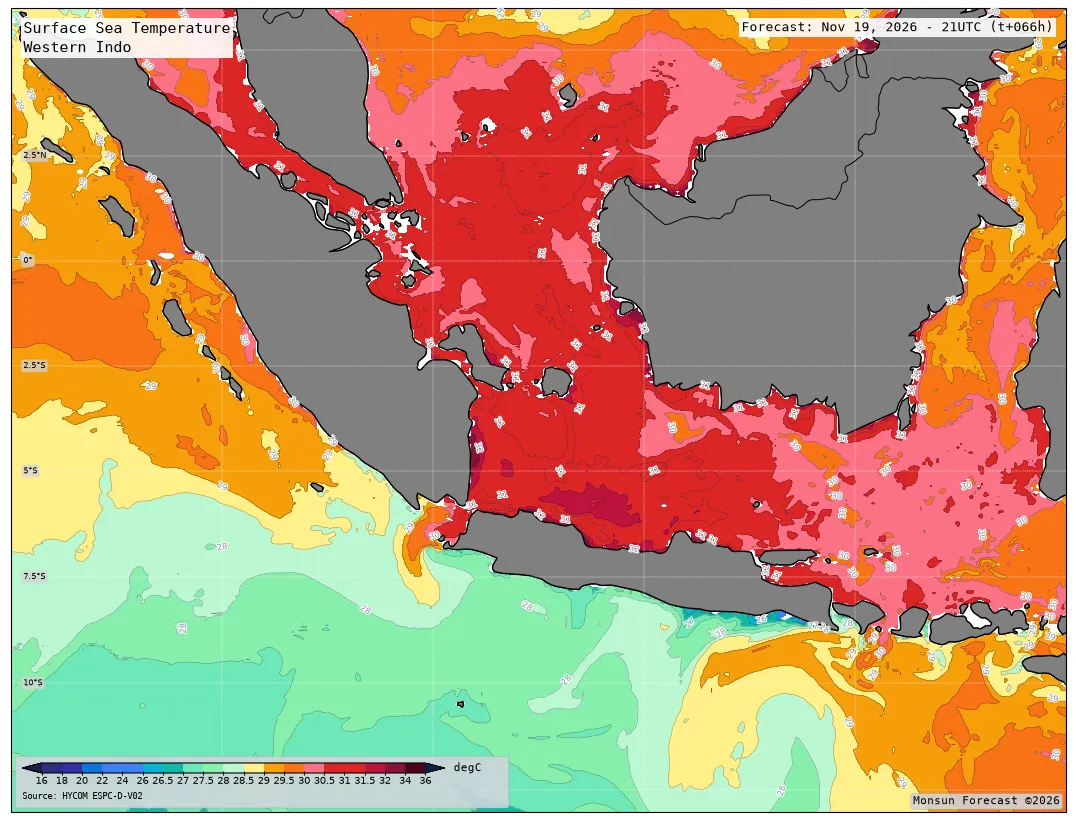 Surface Sea Temperature
Western Indo
Forecast: Nov 19, 2026 - 21UTC (t+066h)
2.5°N
0°
2.5°S
5°S
7.5°S
10°S
degC
16 18 20 22 24 26 26.5 27 27.5 28 28.5 29 29.5 30 30.5 31 31.5 32 34 36
Source: HYCOM ESPC-D-V02
Monsun Forecast ©2026